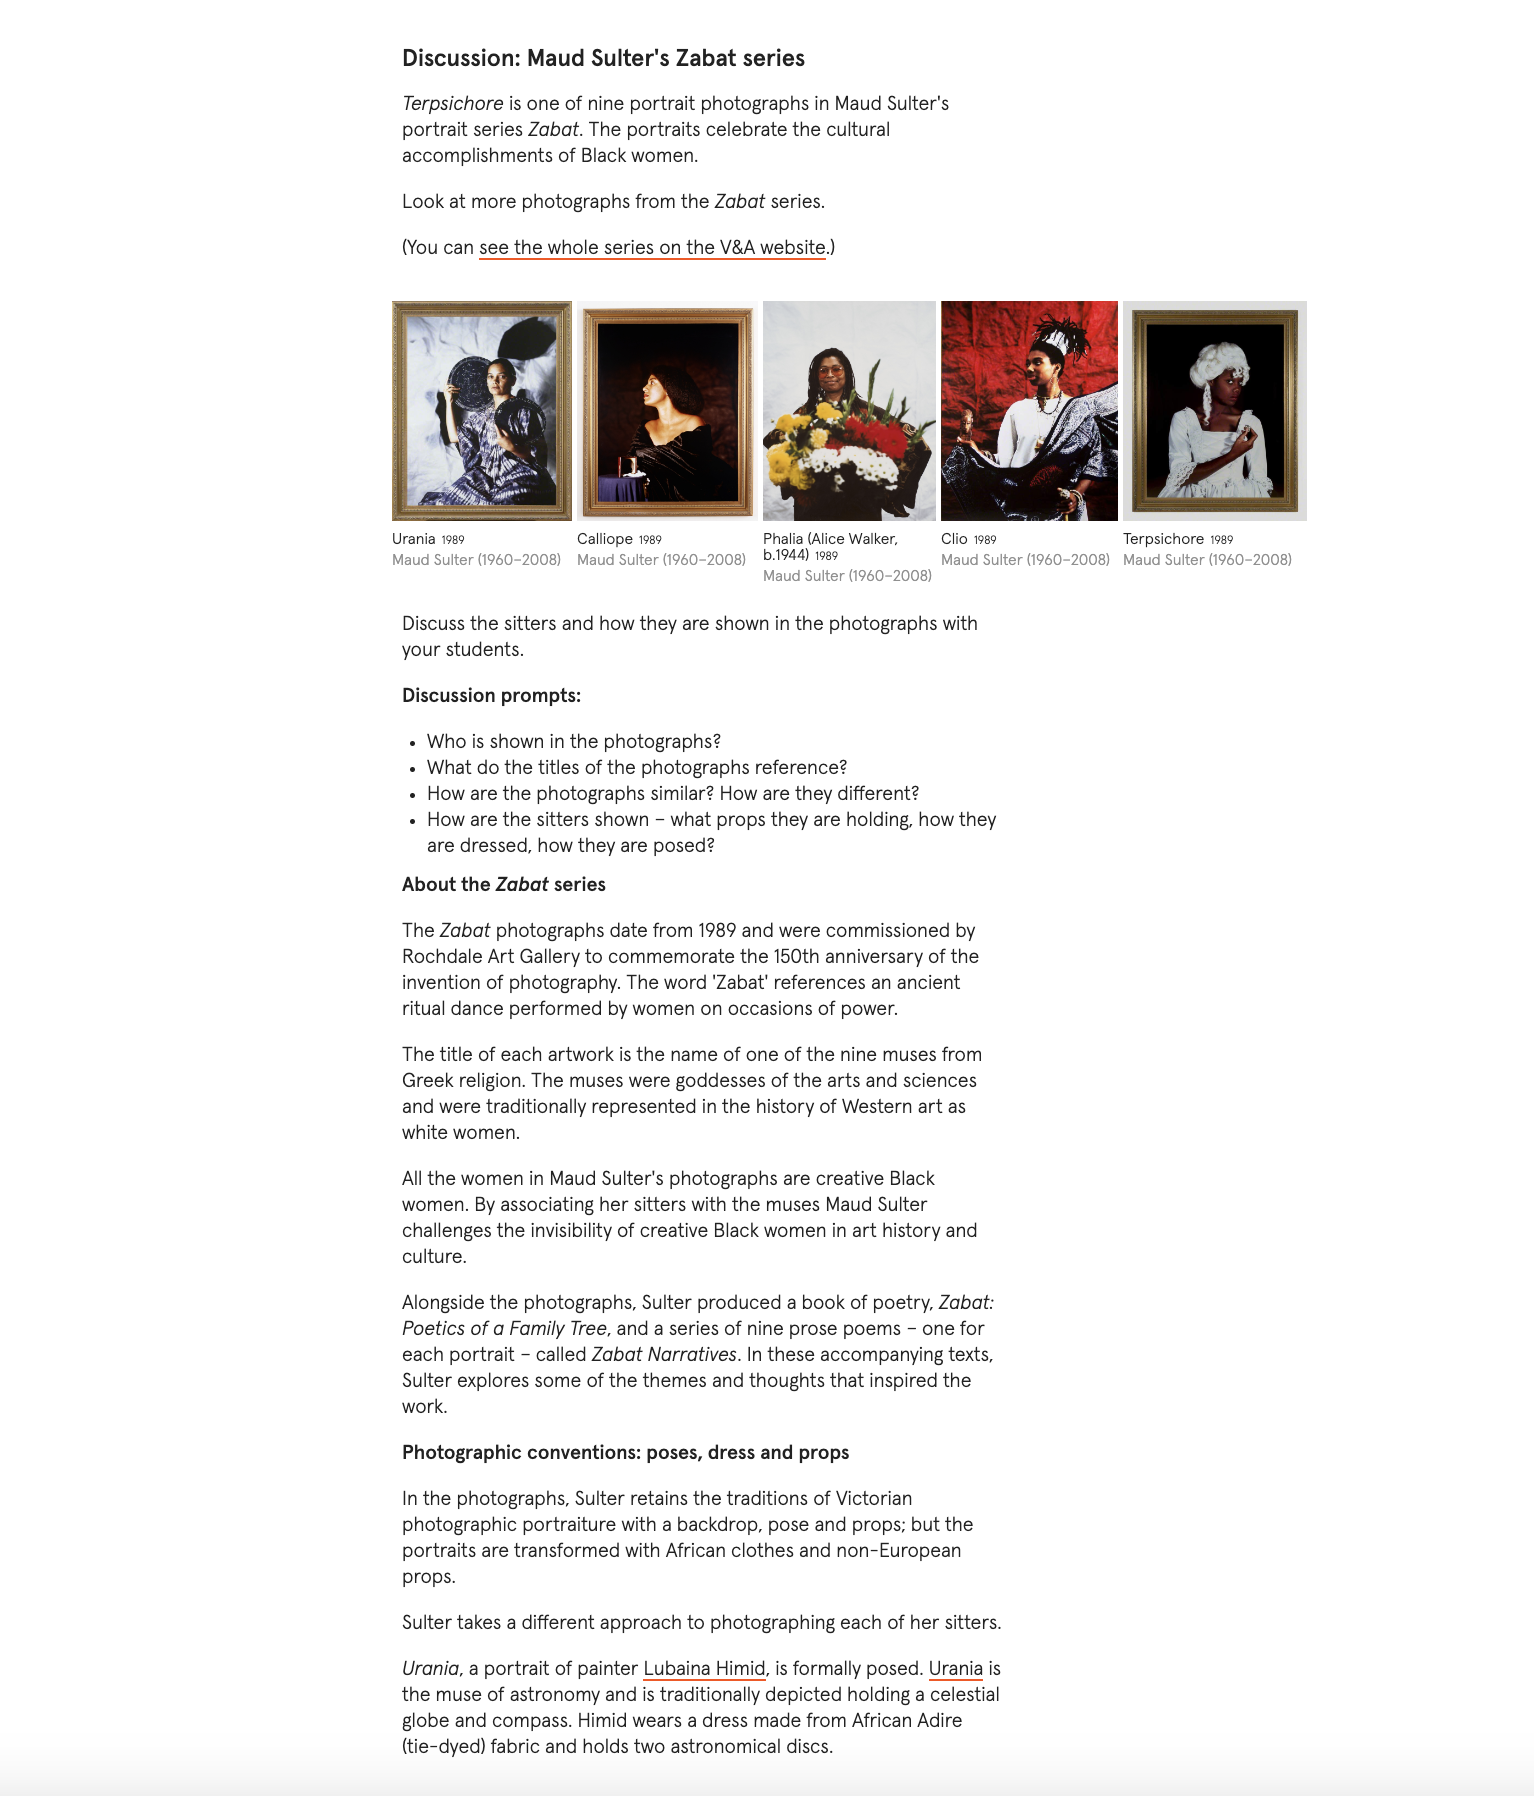 Discussion: Maud Sulter's Zabat series
Terpsichore is one of nine portrait photographs in Maud Sulter's
portrait series Zabat. The portraits celebrate the cultural
accomplishments of Black women.
Look at more photographs from the Zabat series.
(You can see the whole series on the V&A website.)
Urania 1989
Maud Sulter (1960–2008)
Calliope 1989
Maud Sulter (1960–2008)
Phalia (Alice Walker,
b.1944) 1989
Maud Sulter (1960–2008)
Clio 1989
Maud Sulter (1960–2008)
Terpsichore 1989
Maud Sulter (1960–2008)
Discuss the sitters and how they are shown in the photographs with
your students.
Discussion prompts:
• Who is shown in the photographs?
• What do the titles of the photographs reference?
• How are the photographs similar? How are they different?
• How are the sitters shown – what props they are holding, how they
are dressed, how they are posed?
About the Zabat series
The Zabat photographs date from 1989 and were commissioned by
Rochdale Art Gallery to commemorate the 150th anniversary of the
invention of photography. The word 'Zabat' references an ancient
ritual dance performed by women on occasions of power.
The title of each artwork is the name of one of the nine muses from
Greek religion. The muses were goddesses of the arts and sciences
and were traditionally represented in the history of Western art as
white women.
All the women in Maud Sulter's photographs are creative Black
women. By associating her sitters with the muses Maud Sulter
challenges the invisibility of creative Black women in art history and
culture.
Alongside the photographs, Sulter produced a book of poetry, Zabat:
Poetics of a Family Tree, and a series of nine prose poems – one for
each portrait – called Zabat Narratives. In these accompanying texts,
Sulter explores some of the themes and thoughts that inspired the
work.
Photographic conventions: poses, dress and props
In the photographs, Sulter retains the traditions of Victorian
photographic portraiture with a backdrop, pose and props; but the
portraits are transformed with African clothes and non-European
props.
Sulter takes a different approach to photographing each of her sitters.
Urania, a portrait of painter Lubaina Himid, is formally posed. Urania is
the muse of astronomy and is traditionally depicted holding a celestial
globe and compass. Himid wears a dress made from African Adire
(tie-dyed) fabric and holds two astronomical discs.